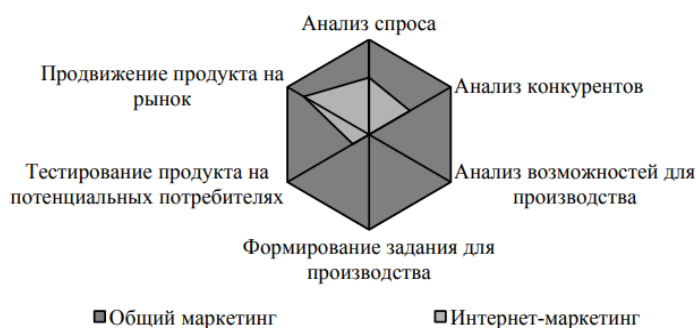 Анализ спроса
Продвижение продукта на
рынок
Анализ конкурентов
Тестирование продукта на
потенциальных потребителях
Анализ возможностей для
производства
Формирование задания для
производства
Общий маркетинг
Интернет-маркетинг